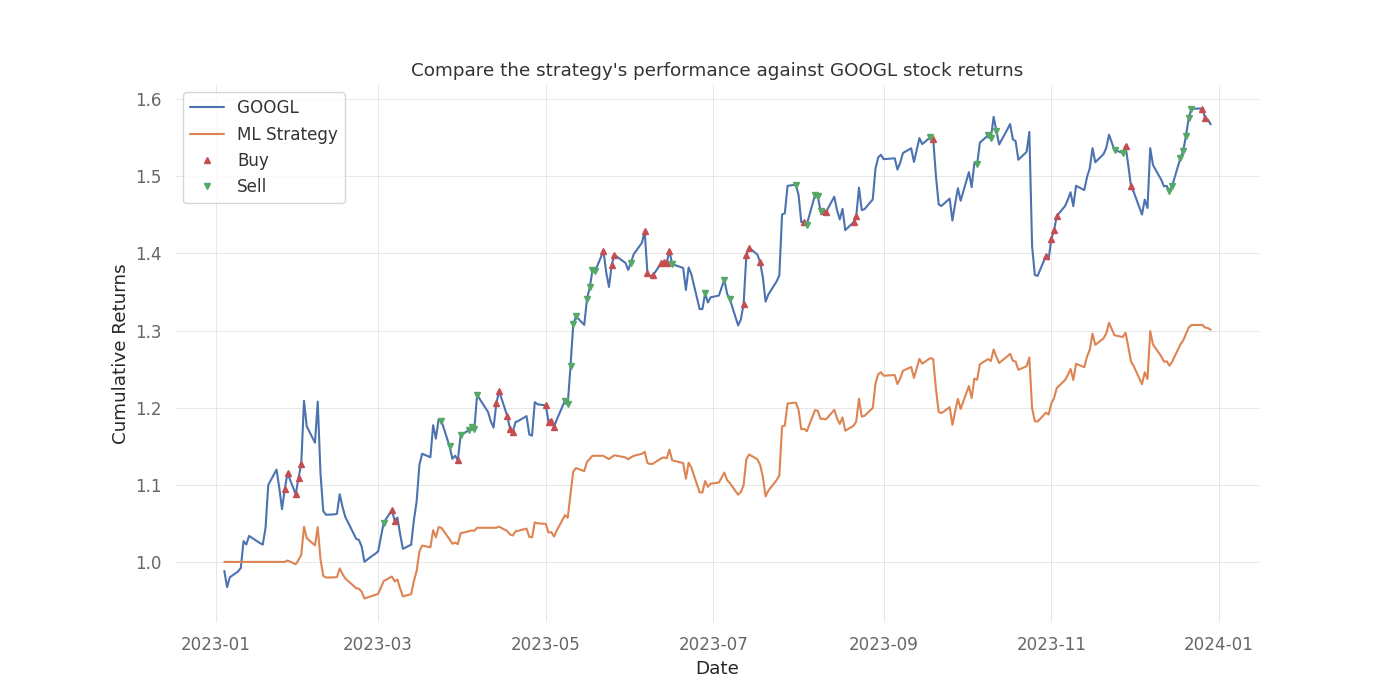 Compare the strategy's performance against GOOGL stock returns
GOOGL
ML Strategy
Buy
Sell
Cumulative Returns
1.6
1.5
1.4
1.3
1.2
1.1
1.0
2023-01 2023-03 2023-05 2023-07 2023-09 2023-11 2024-01
Date